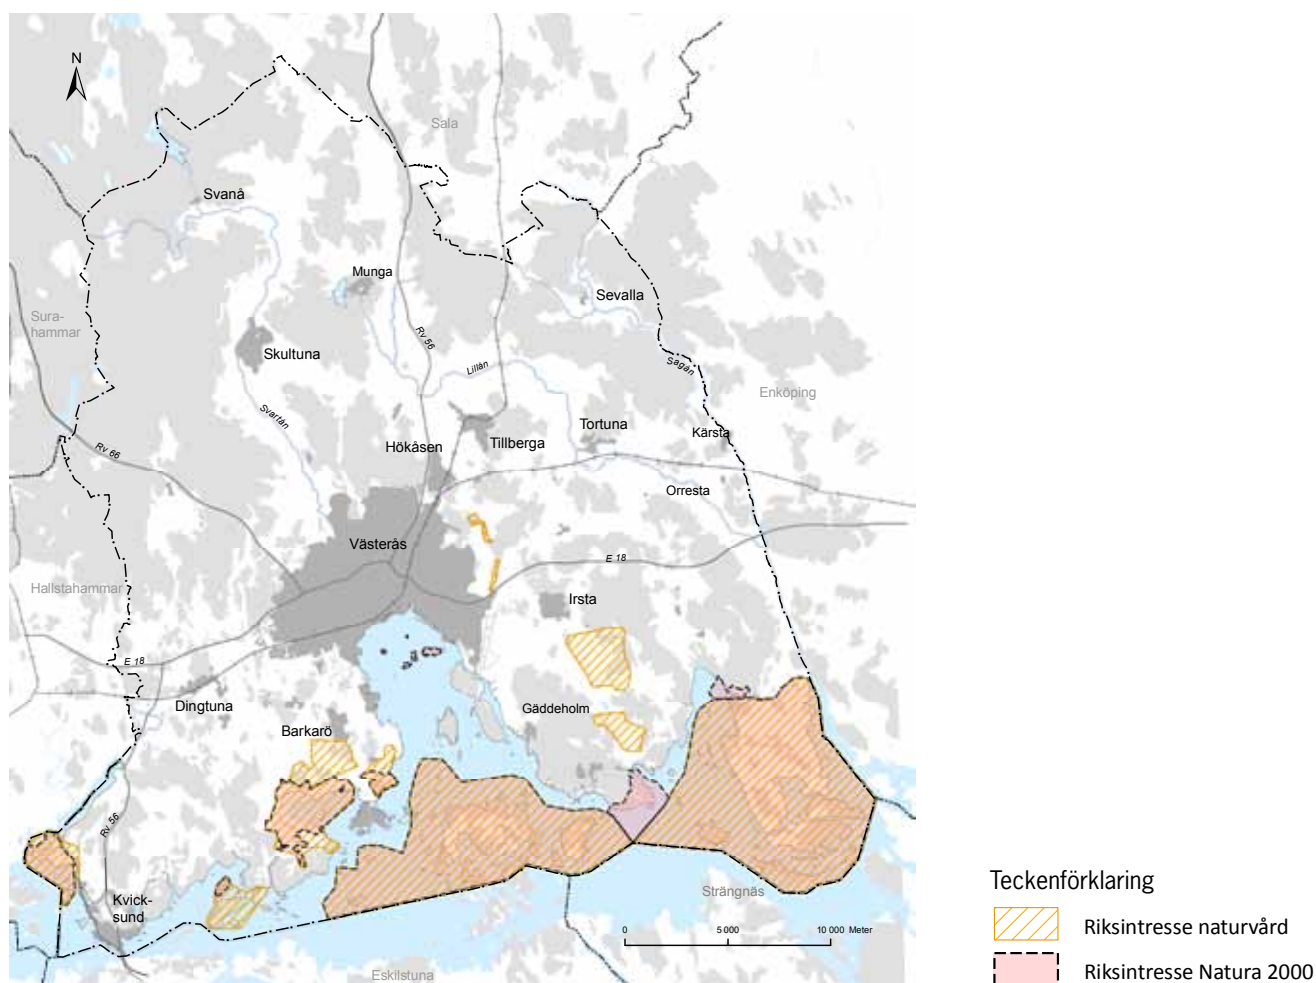 N
Sala
Svanå
Munga
Sevalla
Sura-
hammar
Rv 56
Skultuna
Lillån
Sagån
Enköping
Svartån
Tortuna
Kärsta
Hökåsen
Tillberga
Rv 66
Orresta
Västerås
E 18
Hallstahammar
Irsta
E 18
Dingtuna
Gäddeholm
Barkarö
Rv 56
Strängnäs
Kvick-
sund
0 5 000 10 000 Meter
Eskilstuna
Teckenförklaring
Riksintresse naturvård
Riksintresse Natura 2000